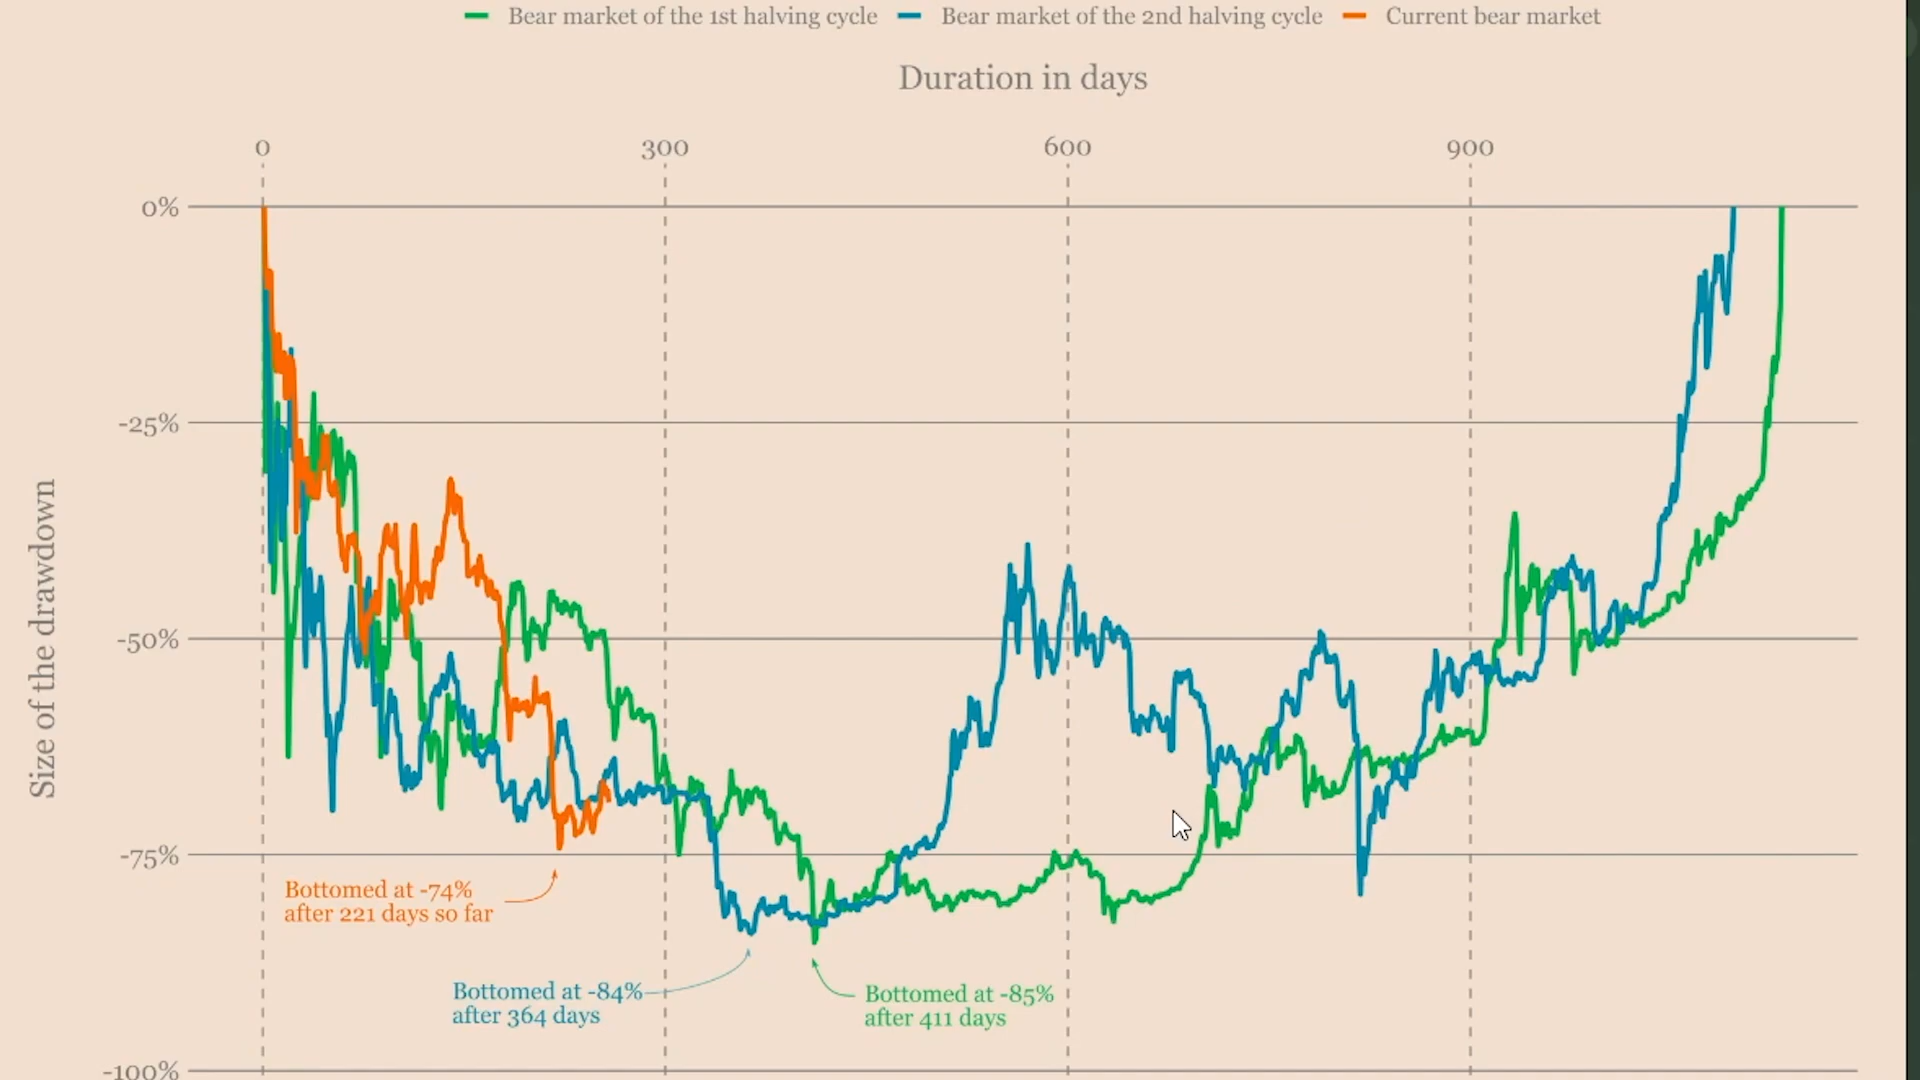 Bear market of the 1st halving cycle
Bear market of the 2nd halving cycle
Current bear market
Duration in days
0
300
600
900
0%
-25%
-50%
-75%
-100%
Size of the drawdown
Bottomed at -74%
after 221 days so far
Bottomed at -84%
after 364 days
Bottomed at -85%
after 411 days